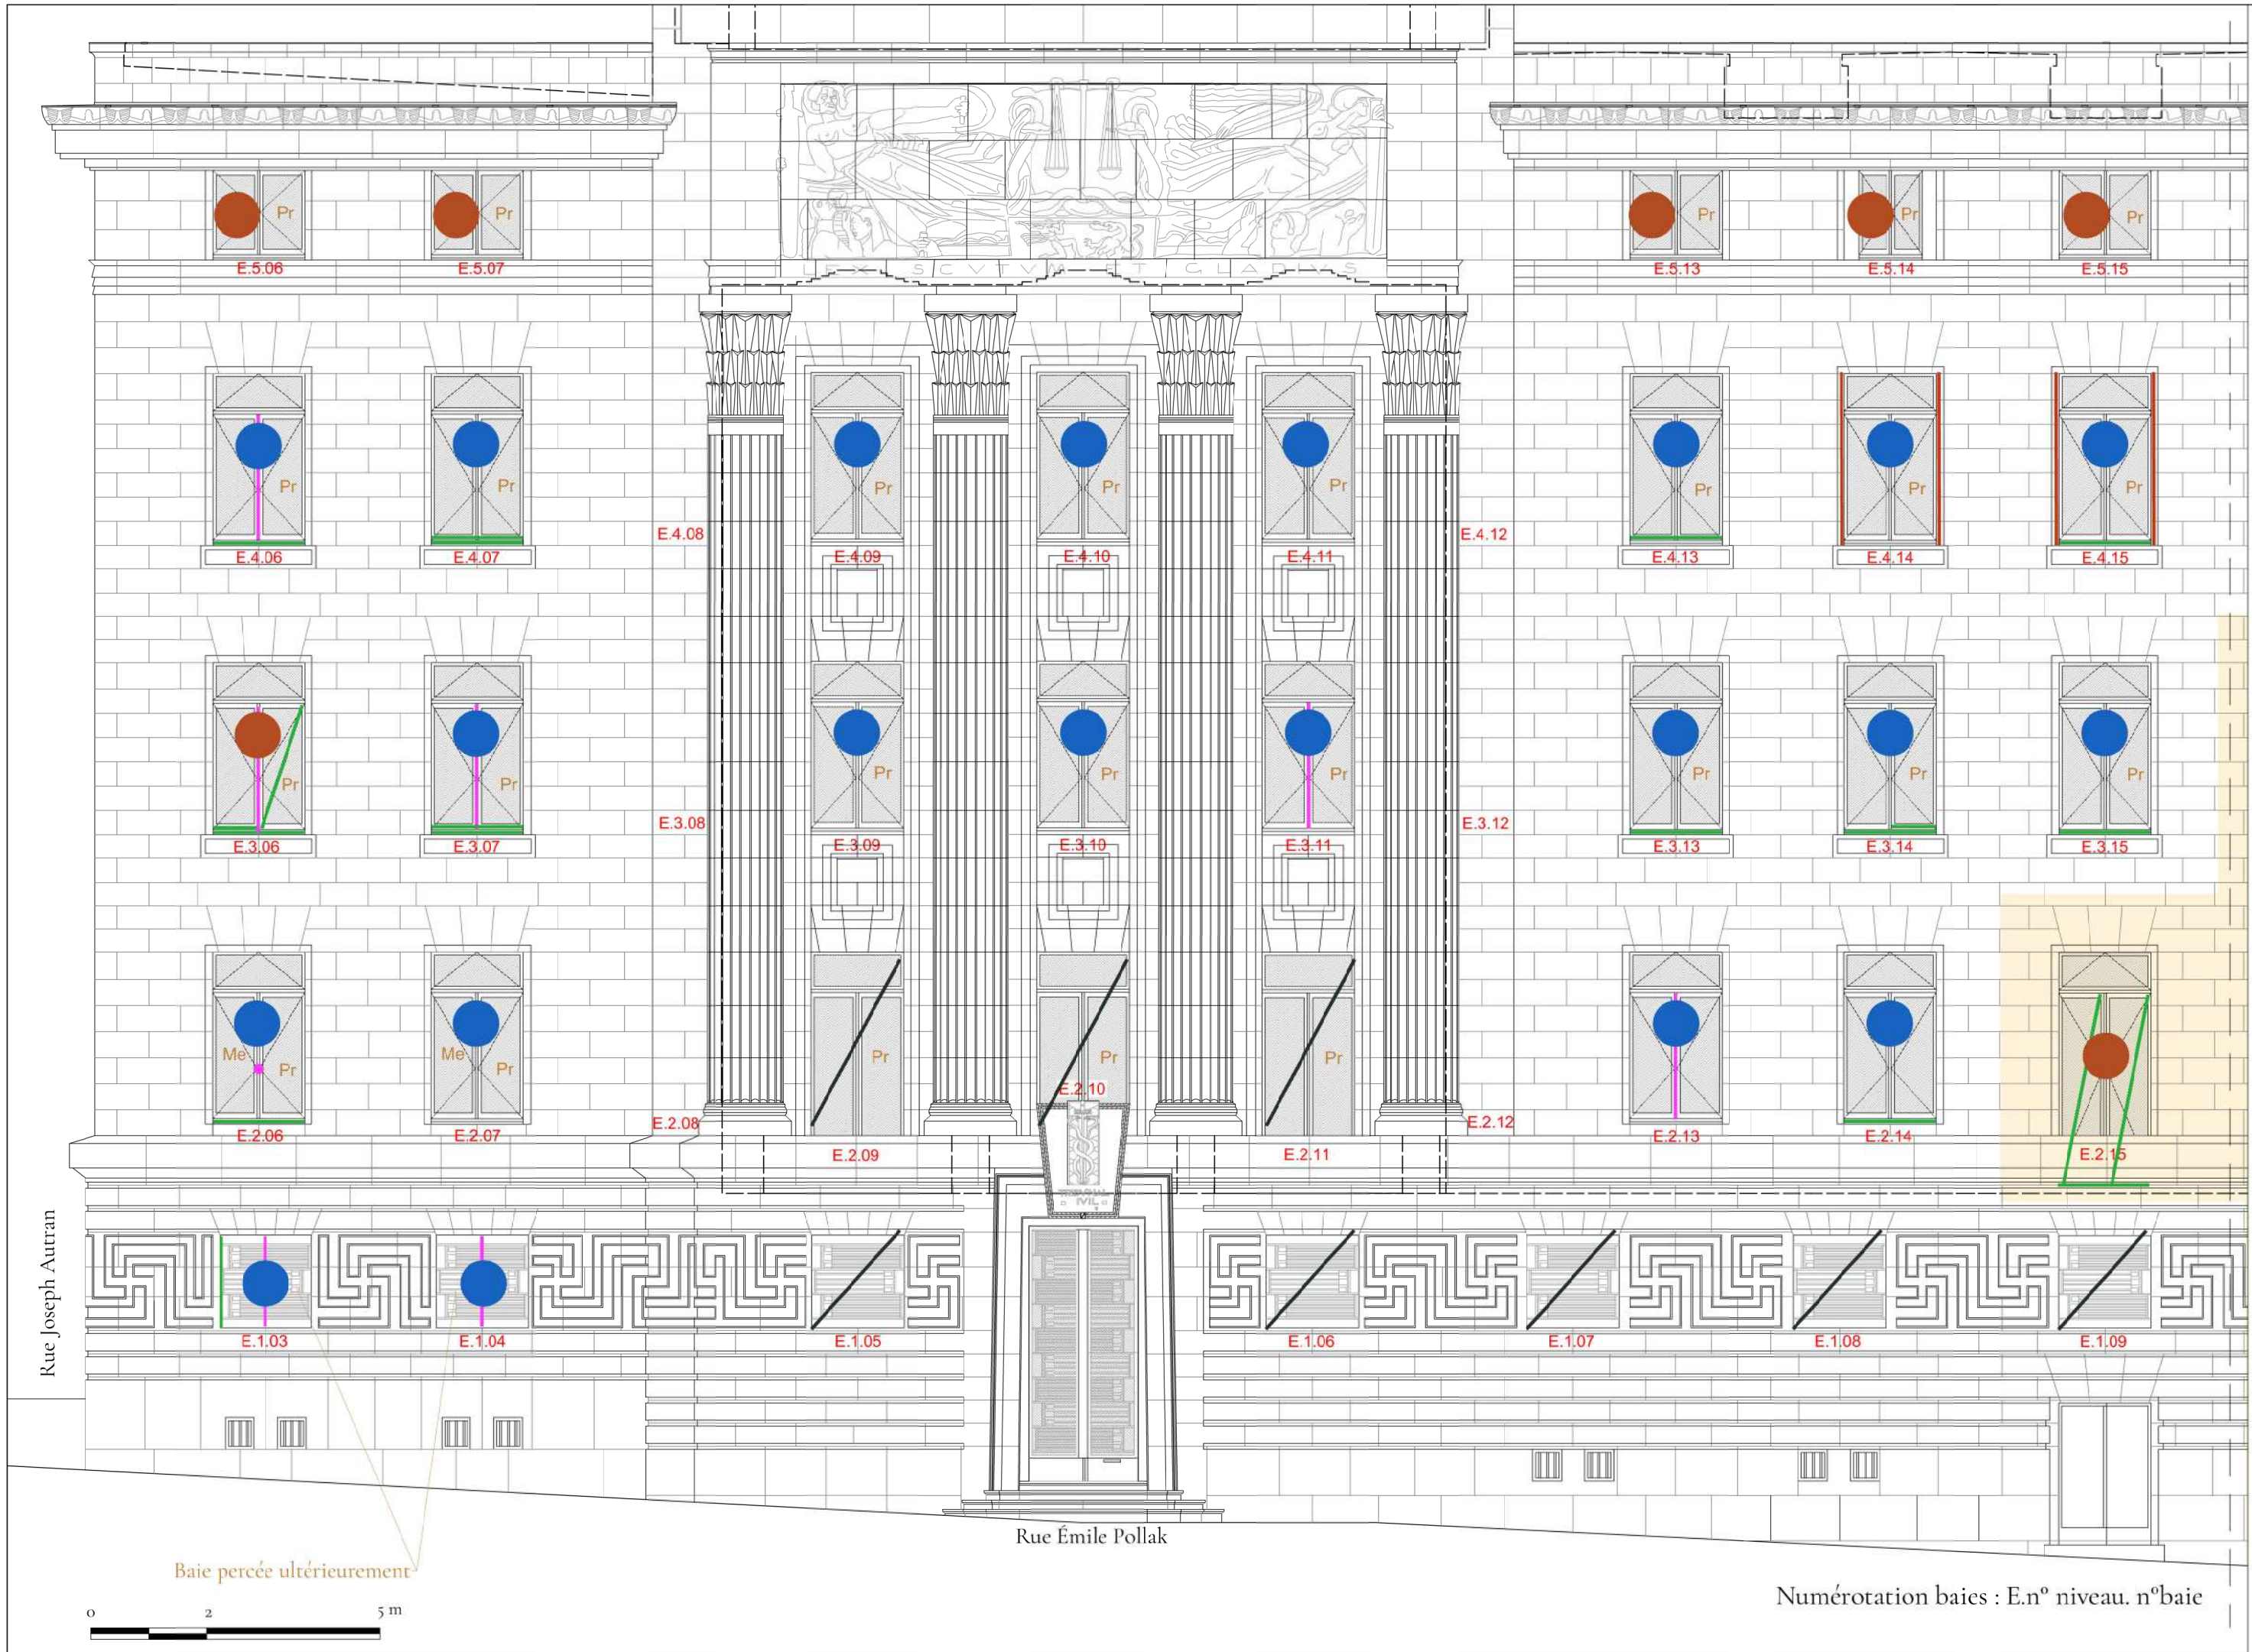 Pr Pr Pr Pr Pr
E.5.06 E.5.07 E.5.13 E.5.14 E.5.15
LEX SCVTVM ET GLADIVS
Pr Pr Pr Pr Pr Pr Pr Pr
E.4.08 E.4.12
E.4.06 E.4.07 E.4.09 E.4.10 E.4.11 E.4.13 E.4.14 E.4.15
Pr Pr Pr Pr Pr Pr Pr Pr
E.3.08 E.3.12
E.3.06 E.3.07 E.3.09 E.3.10 E.3.11 E.3.13 E.3.14 E.3.15
Me Pr Me Pr Pr Pr Pr
E.2.10
E.2.08 E.2.12
E.2.06 E.2.07 E.2.13 E.2.14
E.2.09 E.2.11 E.2.15
Rue Joseph Autran
E.1.03 E.1.04 E.1.05 E.1.06 E.1.07 E.1.08 E.1.09
Rue Émile Pollak
Baie percée ultérieurement
Numérotation baies : E.n° niveau. n°baie
0 2 5 m